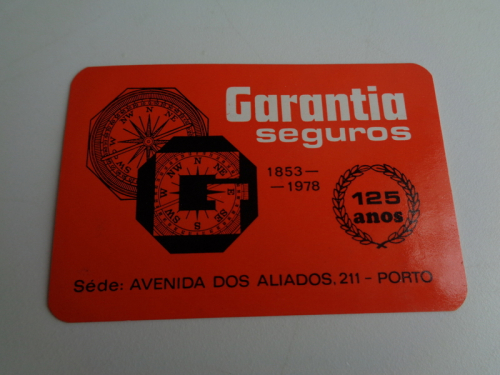 Garantia
seguros
1853—
—1978
125
anos
Séde: AVENIDA DOS ALIADOS, 211 - PORTO